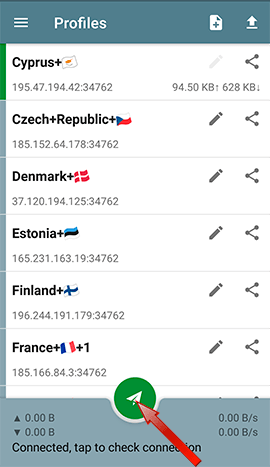 Profiles
Cyprus+🇨🇾
195.47.194.42:34762 94.50 KB↑ 628 KB↓
Czech+Republic+🇨🇿
185.152.64.178:34762
Denmark+🇩🇰
37.120.194.125:34762
Estonia+🇪🇪
165.231.163.19:34762
Finland+🇫🇮
196.244.191.179:34762
France+🇫🇷+1
185.166.84.3:34762
▲ 0.00 B 0.00 B/s
▼ 0.00 B 0.00 B/s
Connected, tap to check connection